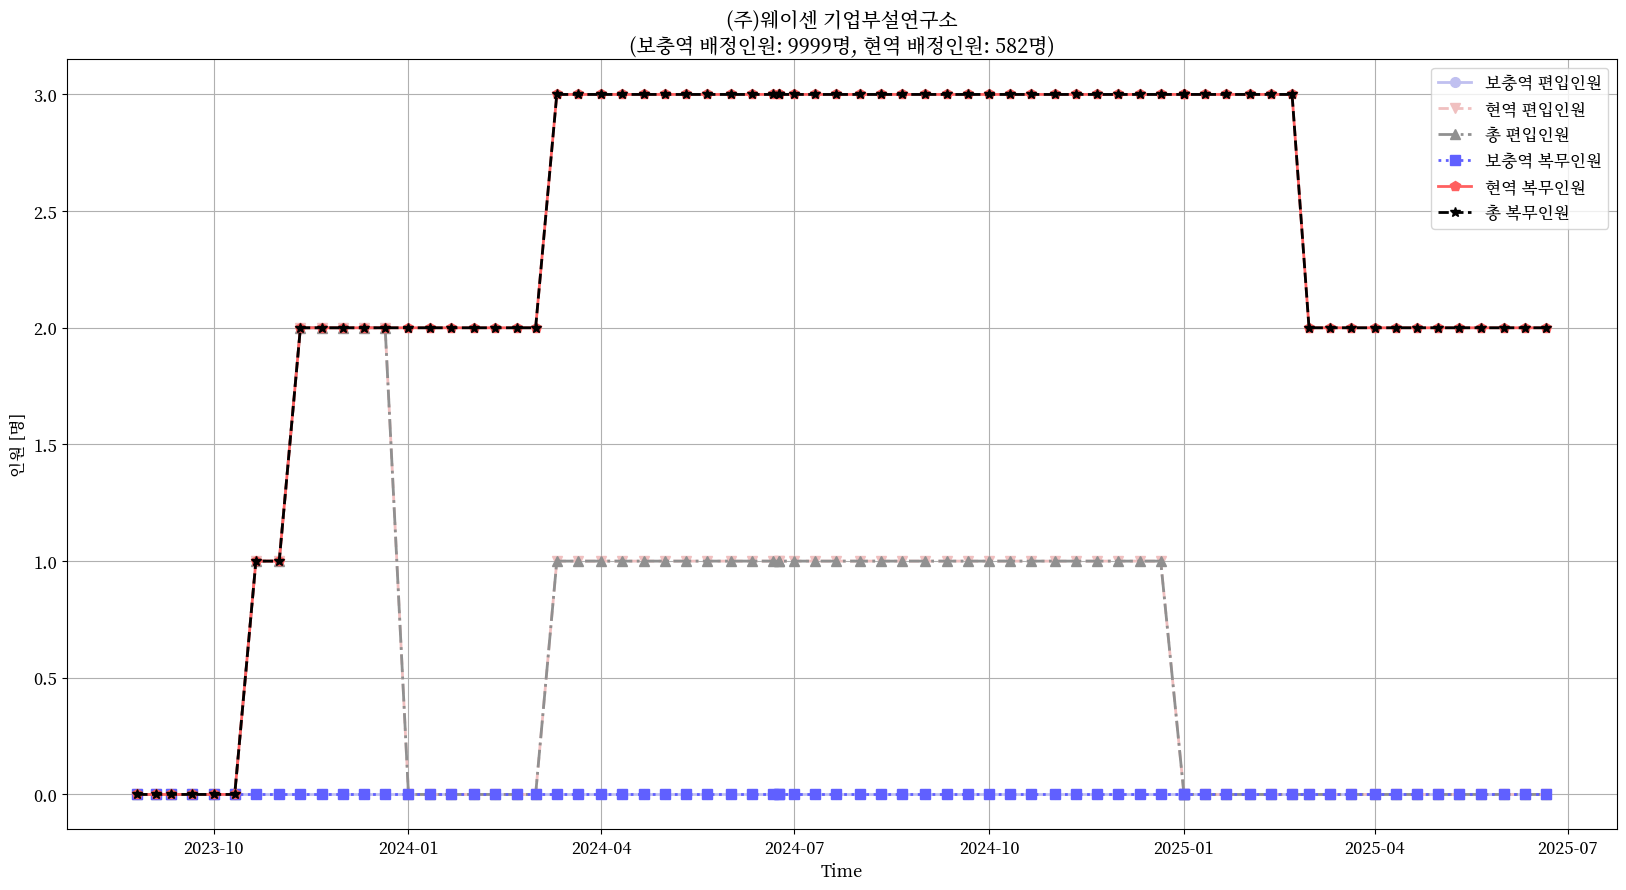 (주)웨이센 기업부설연구소
(보충역 배정인원: 9999명, 현역 배정인원: 582명)
보충역 편입인원
현역 편입인원
총 편입인원
보충역 복무인원
현역 복무인원
총 복무인원
3.0
2.5
2.0
1.5
1.0
0.5
0.0
인원 [명]
2023-10
2024-01
2024-04
2024-07
2024-10
2025-01
2025-04
2025-07
Time